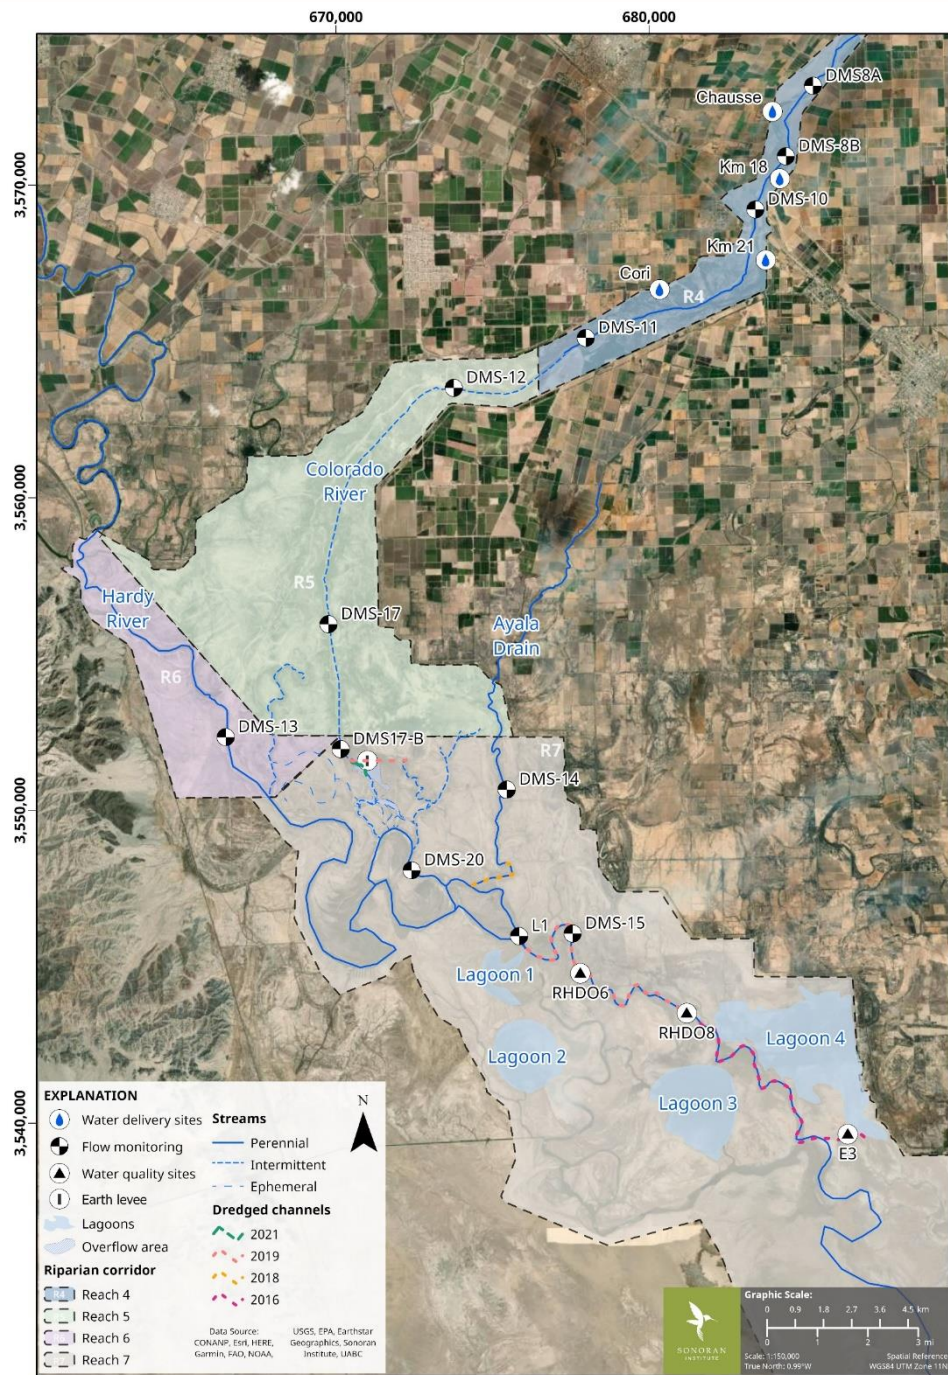 670,000
680,000
DMS8A
Chausse
DMS-8B
Km 18
3,570,000
DMS-10
Km 21
Cori
R4
DMS-11
DMS-12
Colorado
River
3,560,000
R5
Hardy
River
DMS-17
Ayala
Drain
R6
DMS-13
DMS17-B
R7
DMS-14
3,550,000
DMS-20
L1
DMS-15
Lagoon 1
RHDO6
RHDO8
Lagoon 4
Lagoon 2
Lagoon 3
3,540,000
E3
EXPLANATION
Water delivery sites
Flow monitoring
Water quality sites
Earth levee
Lagoons
Overflow area
Riparian corridor
R4
Reach 4
Reach 5
Reach 6
Reach 7
Streams
Perennial
Intermittent
Ephemeral
Dredged channels
2021
2019
2018
2016
N
Data Source:
CONANP, Esri, HERE,
Garmin, FAO, NOAA,
USGS, EPA, Earthstar
Geographics, Sonoran
Institute, UABC
SONORAN
INSTITUTE
Graphic Scale:
0 0.9 1.8 2.7 3.6 4.5 km
0 1 2 3 mi
Scale: 1:150,000
True North: 0.99°W
Spatial Reference
WGS84 UTM Zone 11N